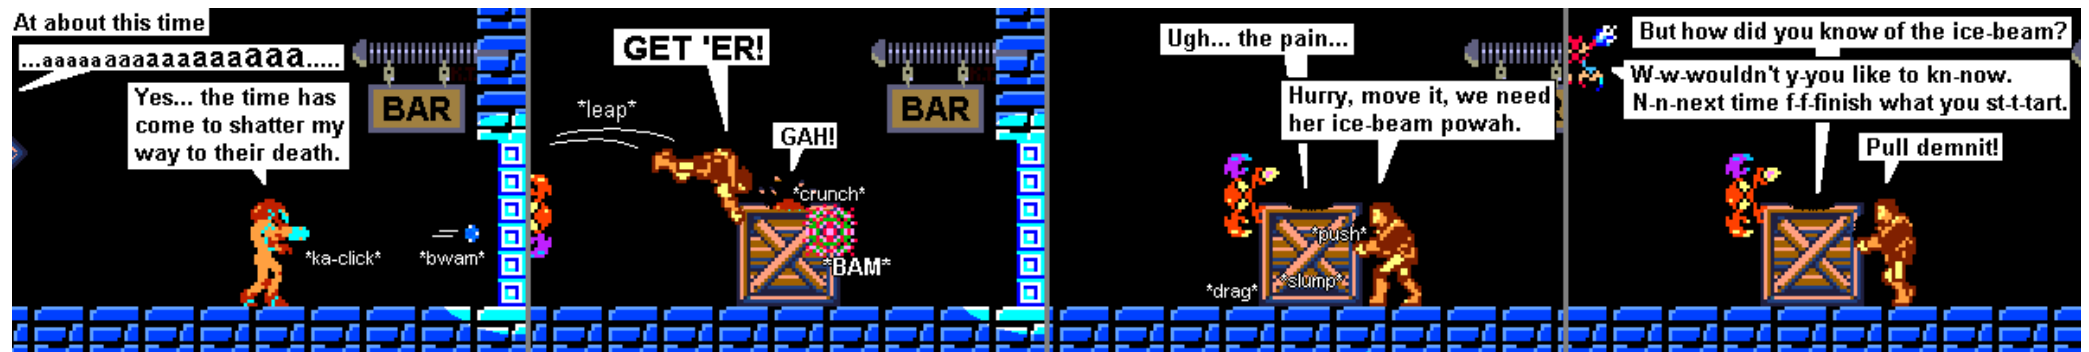 At about this time
...aaaaaaaaaaaaaaaaa.....
Yes... the time has
come to shatter my
way to their death.
BAR
*ka-click*
*bwam*
GET 'ER!
*leap*
GAH!
*crunch*
*BAM*
BAR
Ugh... the pain...
Hurry, move it, we need
her ice-beam powah.
*push*
*slump*
*drag*
But how did you know of the ice-beam?
W-w-wouldn't y-you like to kn-now.
N-n-next time f-f-finish what you st-t-tart.
Pull demnit!